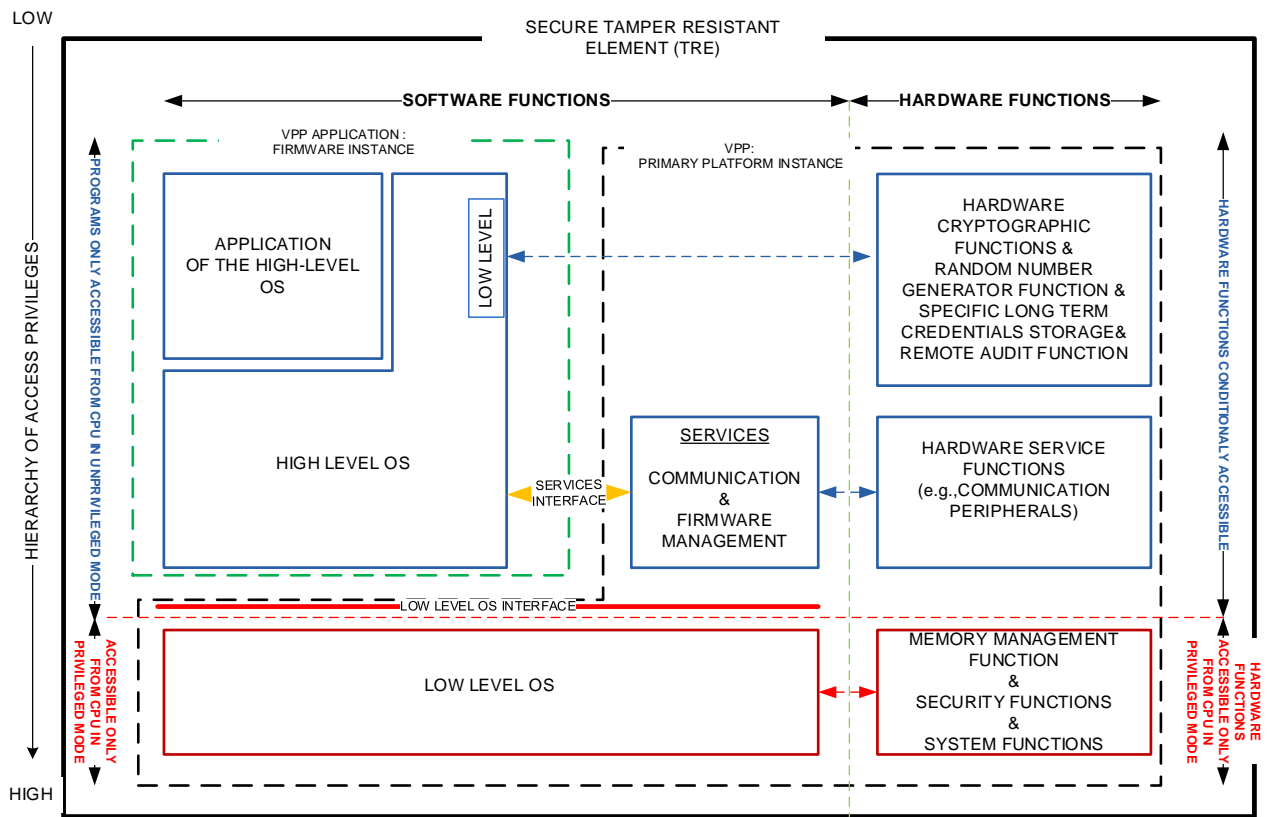 LOW
SECURE TAMPER RESISTANT
ELEMENT (TRE)
SOFTWARE FUNCTIONS
HARDWARE FUNCTIONS
VPP APPLICATION :
FIRMWARE INSTANCE
VPP:
PRIMARY PLATFORM INSTANCE
HIERARCHY OF ACCESS PRIVILEGES
PROGRAMS ONLY ACCESSIBLE FROM CPU IN UNPRIVILEGED MODE
APPLICATION
OF THE HIGH-LEVEL
OS
LOW LEVEL
HARDWARE
CRYPTOGRAPHIC
FUNCTIONS &
RANDOM NUMBER
GENERATOR FUNCTION &
SPECIFIC LONG TERM
CREDENTIALS STORAGE&
REMOTE AUDIT FUNCTION
HARDWARE FUNCTIONS CONDITIONALY ACCESSIBLE
HIGH LEVEL OS
SERVICES
INTERFACE
SERVICES
COMMUNICATION
&
FIRMWARE
MANAGEMENT
HARDWARE SERVICE
FUNCTIONS
(e.g.,COMMUNICATION
PERIPHERALS)
LOW LEVEL OS INTERFACE
ACCESSIBLE ONLY
FROM CPU IN
PRIVILEGED MODE
LOW LEVEL OS
MEMORY MANAGEMENT
FUNCTION
&
SECURITY FUNCTIONS
&
SYSTEM FUNCTIONS
HARDWARE
FUNCTIONS
ACCESSIBLE ONLY
FROM CPU IN
PRIVILEGED MODE
HIGH